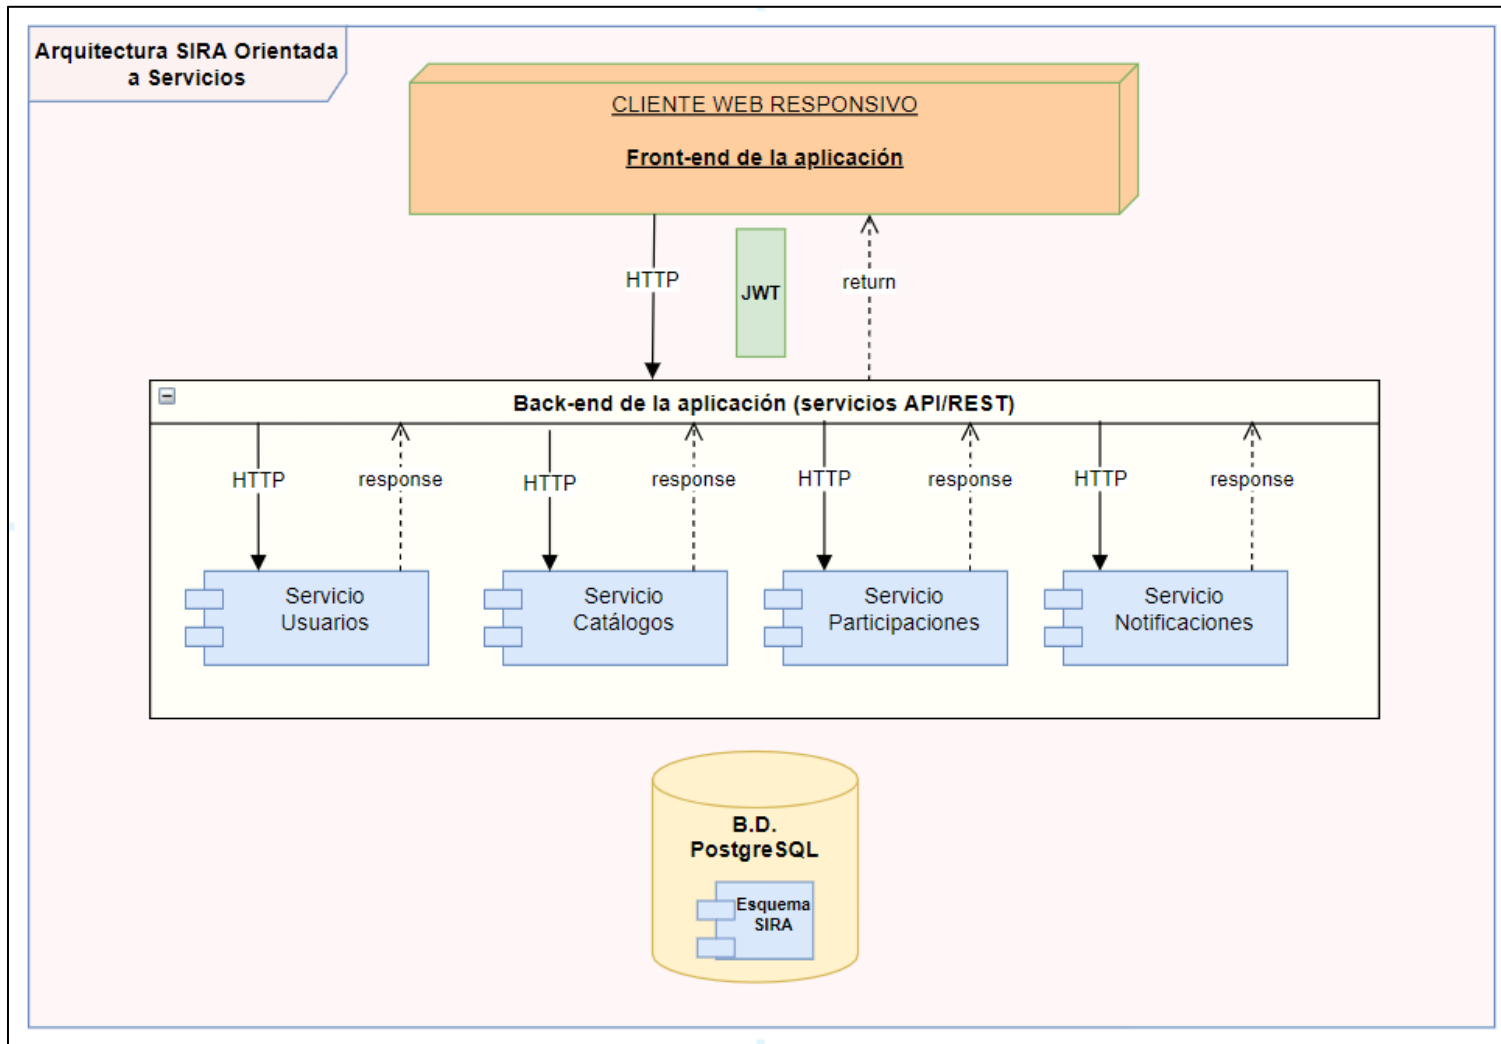 Arquitectura SIRA Orientada
a Servicios
CLIENTE WEB RESPONSIVO
Front-end de la aplicación
HTTP
JWT
return
Back-end de la aplicación (servicios API/REST)
HTTP
response
HTTP
response
HTTP
response
HTTP
response
Servicio
Usuarios
Servicio
Catálogos
Servicio
Participaciones
Servicio
Notificaciones
B.D.
PostgreSQL
Esquema
SIRA